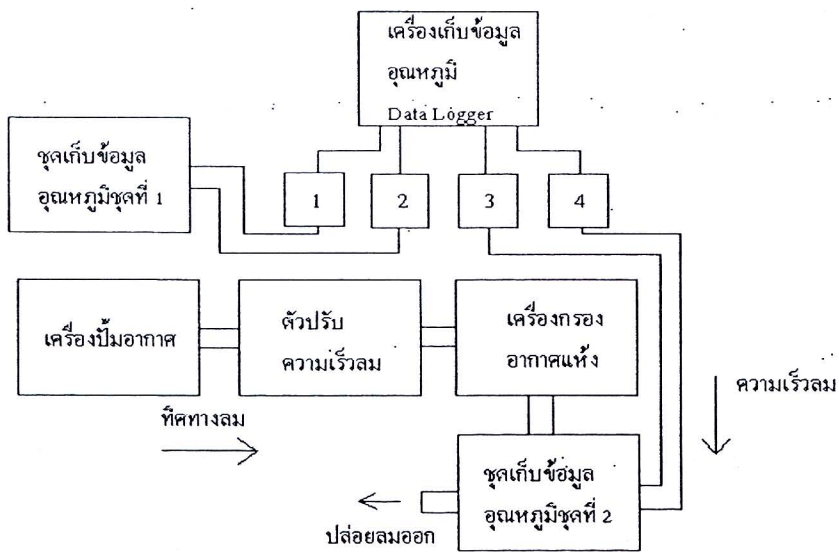 เครื่องเก็บข้อมูล
อุณหภูมิ
Data Logger
ชุดเก็บข้อมูล
อุณหภูมิชุดที่ 1
1
2
3
4
เครื่องปั้มอากาศ
ตัวปรับ
ความเร็วลม
เครื่องกรอง
อากาศแห้ง
ทิศทางลม
ความเร็วลม
ชุดเก็บข้อมูล
อุณหภูมิชุดที่ 2
ปล่อยลมออก